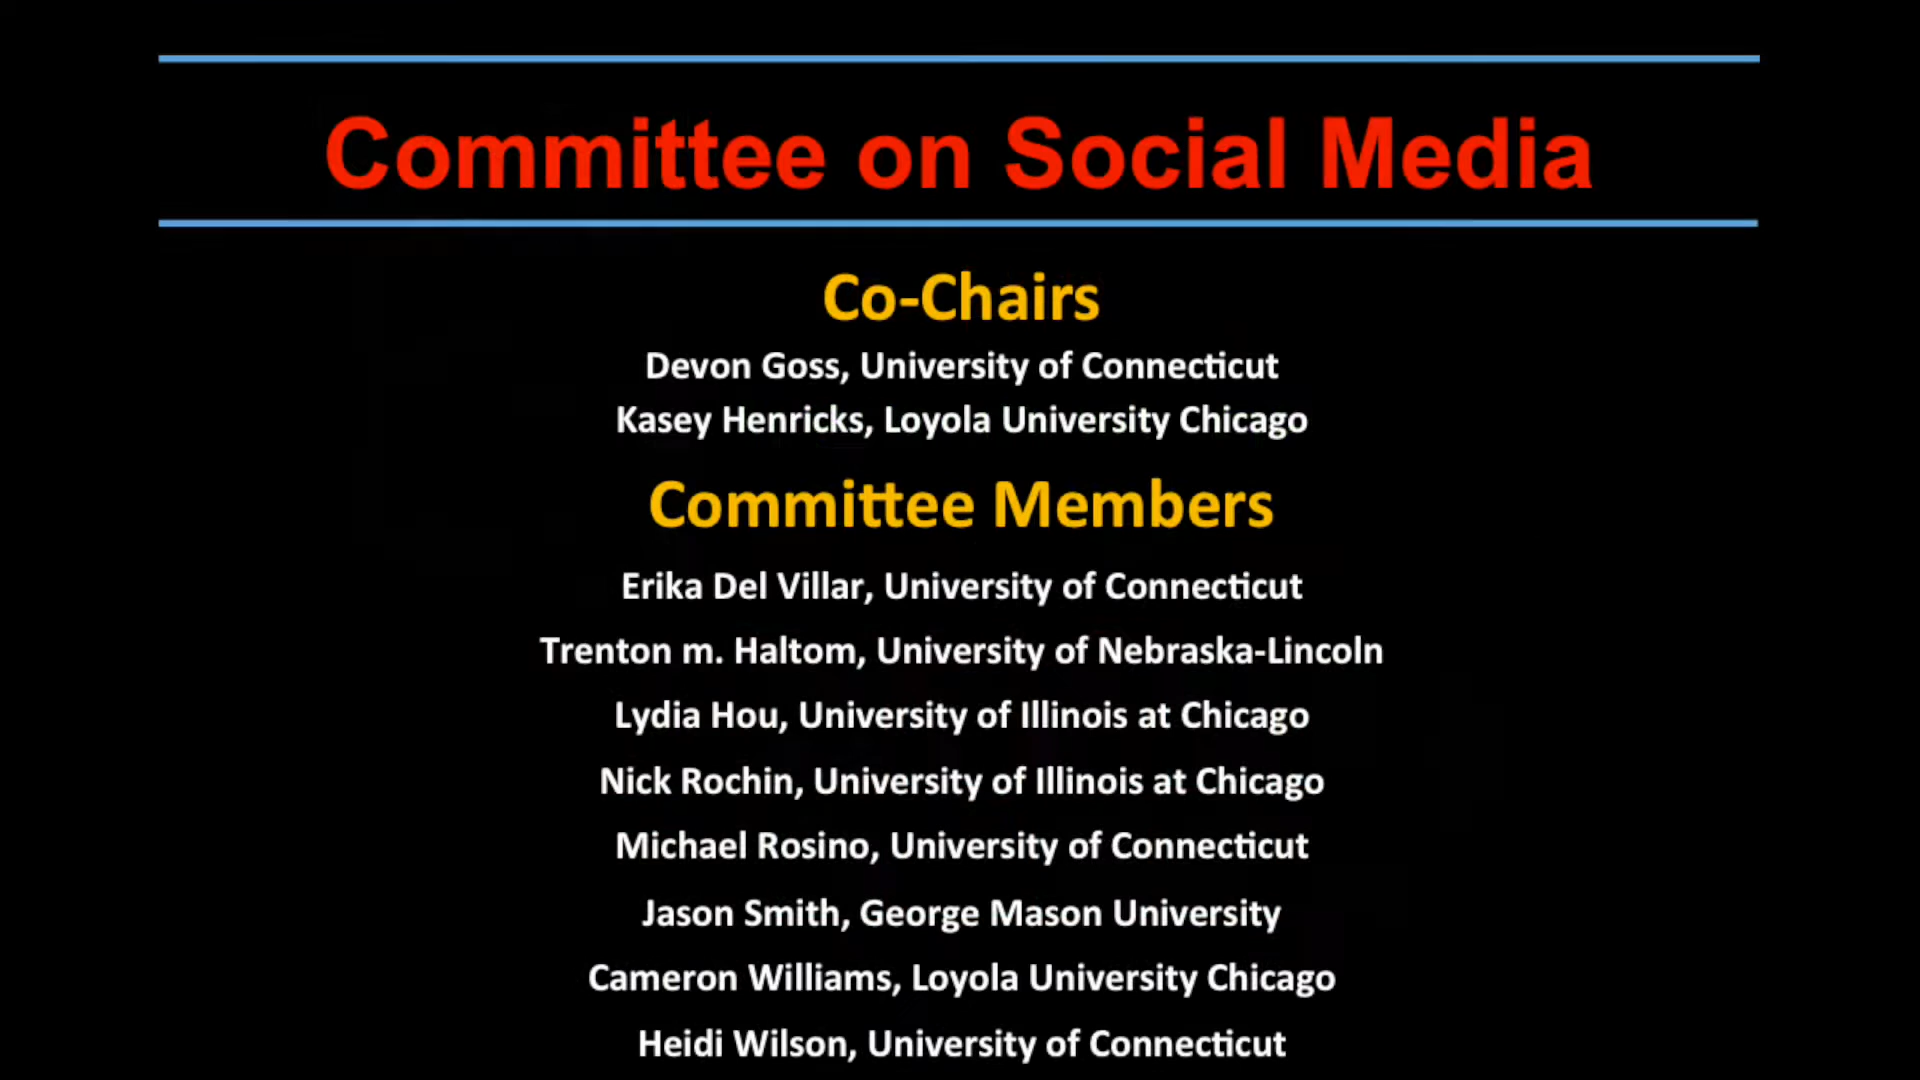 Committee on Social Media
Co-Chairs
Devon Goss, University of Connecticut
Kasey Henricks, Loyola University Chicago
Committee Members
Erika Del Villar, University of Connecticut
Trenton m. Haltom, University of Nebraska-Lincoln
Lydia Hou, University of Illinois at Chicago
Nick Rochin, University of Illinois at Chicago
Michael Rosino, University of Connecticut
Jason Smith, George Mason University
Cameron Williams, Loyola University Chicago
Heidi Wilson, University of Connecticut